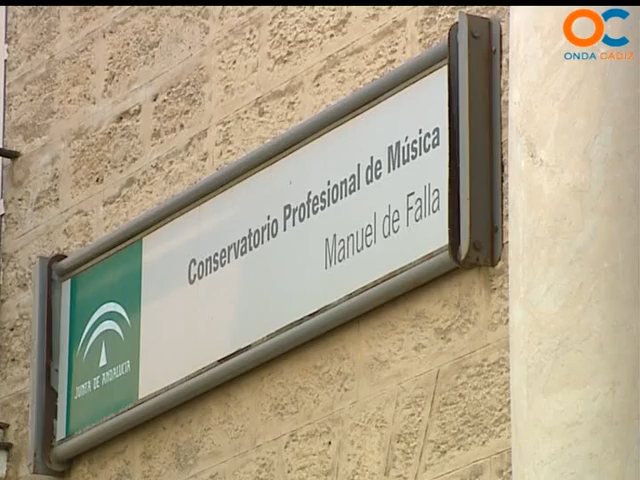 OC
ONDA CADIZ
Conservatorio Profesional de Música
Manuel de Falla
JUNTA DE ANDALUCIA